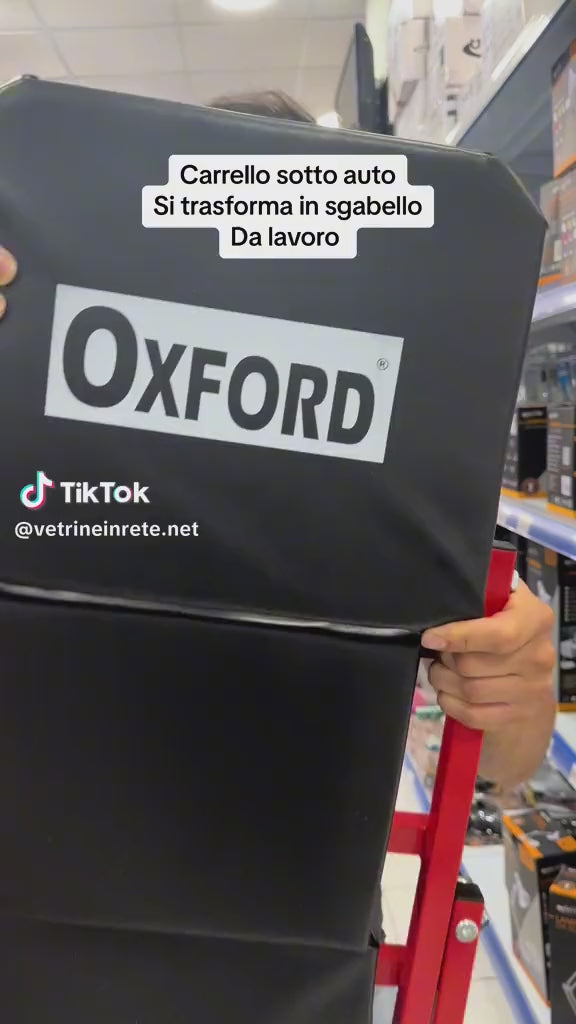 Carrello sotto auto
Si trasforma in sgabello
Da lavoro
OXFORD®
TikTok
@vetrineinrete.net